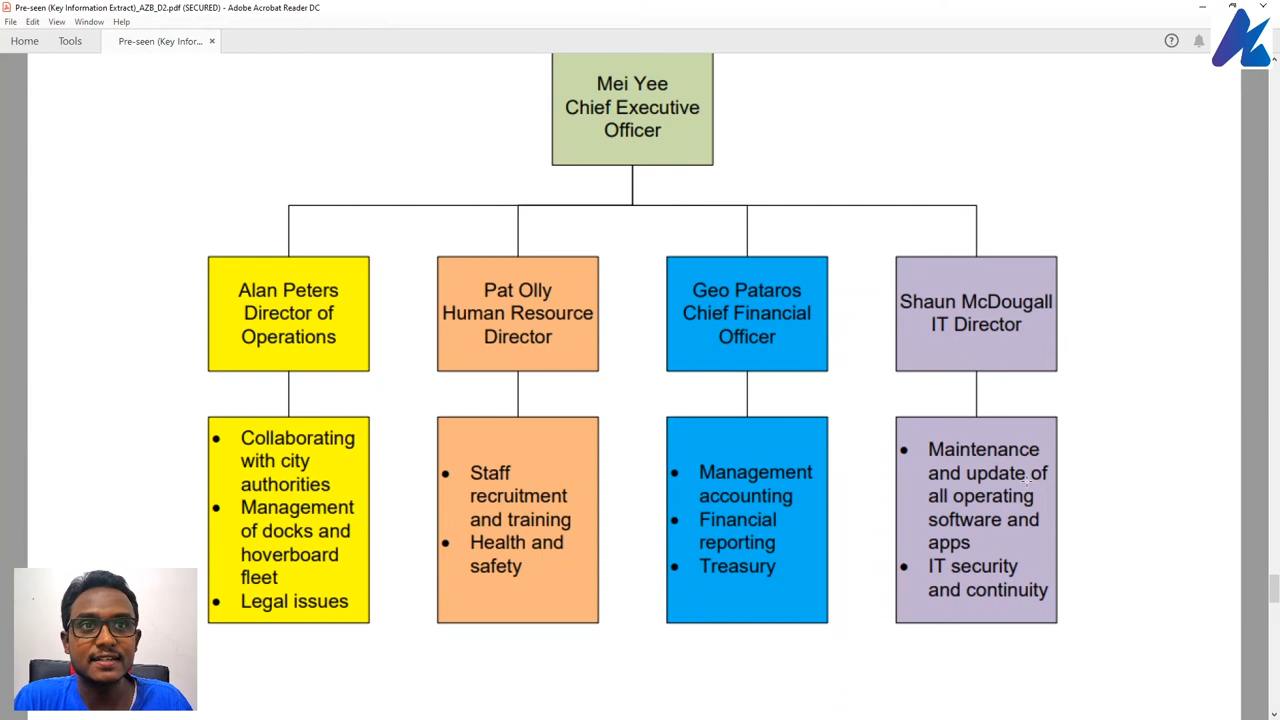 Pre-seen (Key Information Extract)_AZB_D2.pdf (SECURED) - Adobe Acrobat Reader DC
File Edit View Window Help
Home Tools Pre-seen (Key Infor... ×
Mei Yee
Chief Executive
Officer
Alan Peters
Director of
Operations
Pat Olly
Human Resource
Director
Geo Pataros
Chief Financial
Officer
Shaun McDougall
IT Director
• Collaborating
with city
authorities
• Management
of docks and
hoverboard
fleet
• Legal issues
• Staff
recruitment
and training
• Health and
safety
• Management
accounting
• Financial
reporting
• Treasury
• Maintenance
and update of
all operating
software and
apps
• IT security
and continuity